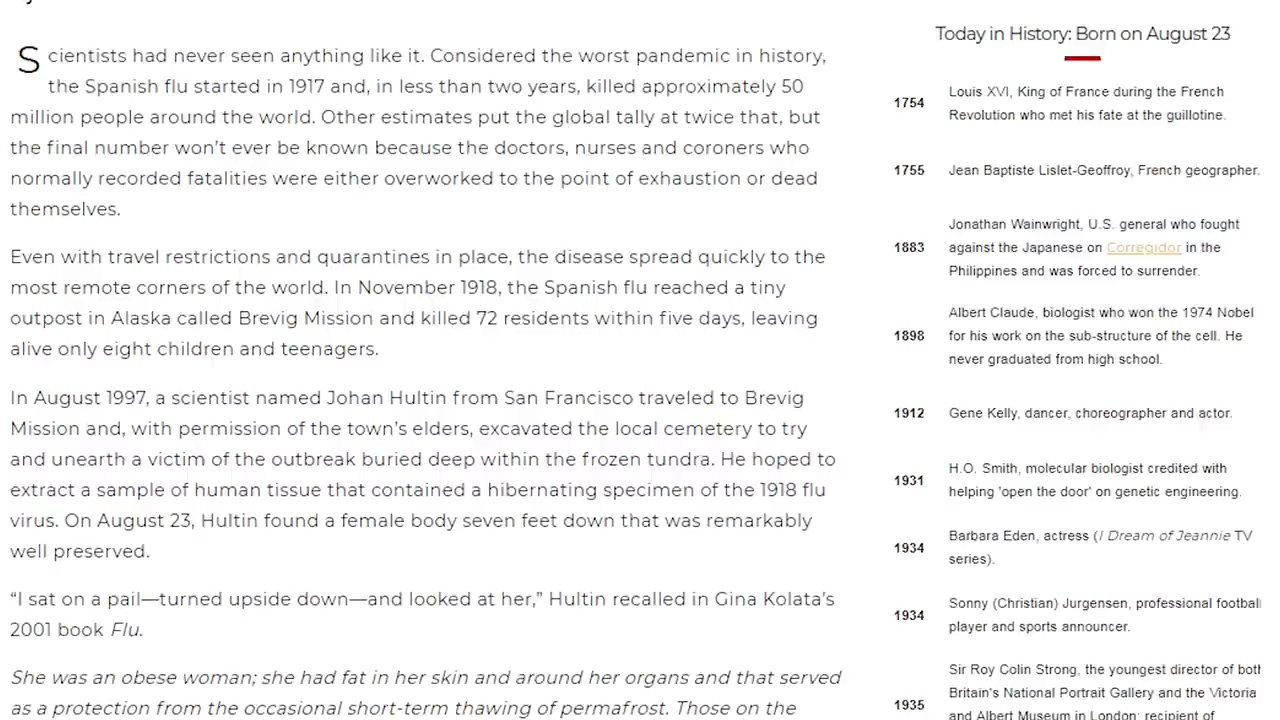 Scientists had never seen anything like it. Considered the worst pandemic in history,
the Spanish flu started in 1917 and, in less than two years, killed approximately 50
million people around the world. Other estimates put the global tally at twice that, but
the final number won’t ever be known because the doctors, nurses and coroners who
normally recorded fatalities were either overworked to the point of exhaustion or dead
themselves.
Even with travel restrictions and quarantines in place, the disease spread quickly to the
most remote corners of the world. In November 1918, the Spanish flu reached a tiny
outpost in Alaska called Brevig Mission and killed 72 residents within five days, leaving
alive only eight children and teenagers.
In August 1997, a scientist named Johan Hultin from San Francisco traveled to Brevig
Mission and, with permission of the town’s elders, excavated the local cemetery to try
and unearth a victim of the outbreak buried deep within the frozen tundra. He hoped to
extract a sample of human tissue that contained a hibernating specimen of the 1918 flu
virus. On August 23, Hultin found a female body seven feet down that was remarkably
well preserved.
“I sat on a pail—turned upside down—and looked at her,” Hultin recalled in Gina Kolata’s
2001 book Flu.
She was an obese woman; she had fat in her skin and around her organs and that served
as a protection from the occasional short-term thawing of permafrost. Those on the
Today in History: Born on August 23
1754 Louis XVI, King of France during the French
Revolution who met his fate at the guillotine.
1755 Jean Baptiste Lislet-Geoffroy, French geographer.
Jonathan Wainwright, U.S. general who fought
1883 against the Japanese on Corregidor in the
Philippines and was forced to surrender.
Albert Claude, biologist who won the 1974 Nobel
1898 for his work on the sub-structure of the cell. He
never graduated from high school.
1912 Gene Kelly, dancer, choreographer and actor.
1931 H.O. Smith, molecular biologist credited with
helping 'open the door' on genetic engineering.
1934 Barbara Eden, actress (I Dream of Jeannie TV
series).
1934 Sonny (Christian) Jurgensen, professional football
player and sports announcer.
Sir Roy Colin Strong, the youngest director of both
1935 Britain's National Portrait Gallery and the Victoria
and Albert Museum in London; recipient of